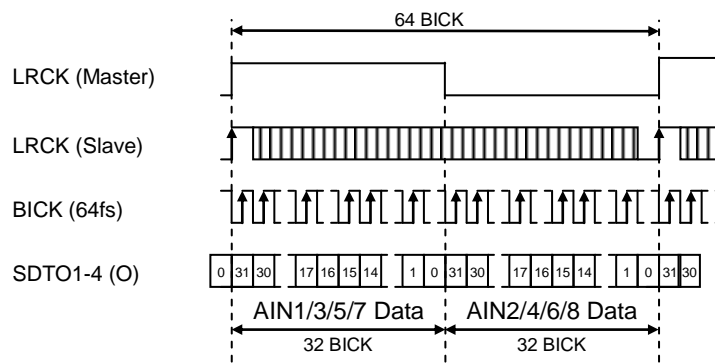 64 BICK
LRCK (Master)
LRCK (Slave)
BICK (64fs)
SDTO1-4 (O) 0 31 30 17 16 15 14 1 0 31 30 17 16 15 14 1 0 31 30
AIN1/3/5/7 Data AIN2/4/6/8 Data
32 BICK 32 BICK